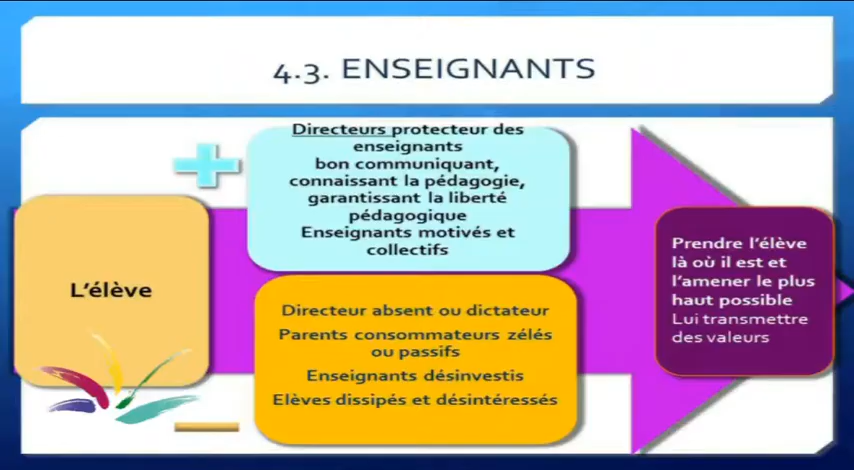 4.3. ENSEIGNANTS
L'élève
Directeurs protecteur des
enseignants
bon communiquant,
connaissant la pédagogie,
garantissant la liberté
pédagogique
Enseignants motivés et
collectifs
Directeur absent ou dictateur
Parents consommateurs zélés
ou passifs
Enseignants désinvestis
Elèves dissipés et désintéressés
Prendre l'élève
là où il est et
l'amener le plus
haut possible
Lui transmettre
des valeurs